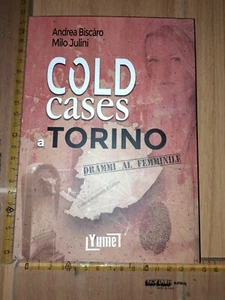 Andrea Biscàro
Milo Julini
COLD
cases
a TORINO
DRAMMI AL FEMMINILE
Yume